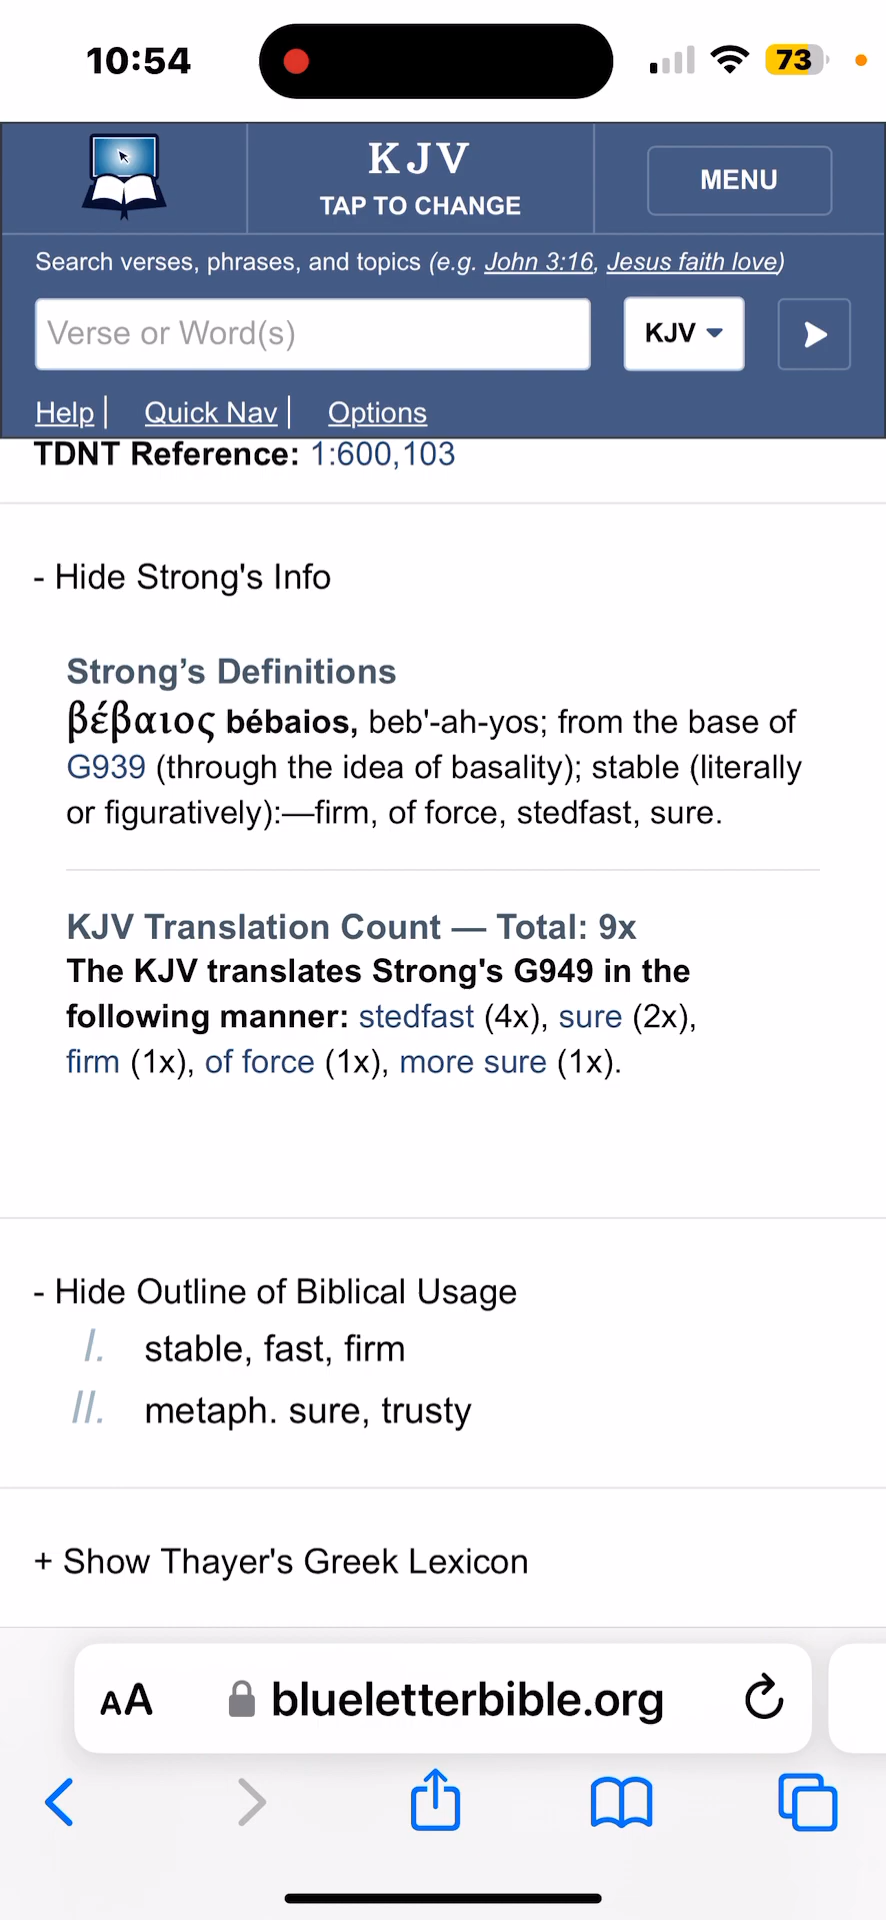 10:54
73
KJV
TAP TO CHANGE
MENU
Search verses, phrases, and topics (e.g. John 3:16, Jesus faith love)
Verse or Word(s)
KJV
Help | Quick Nav | Options
TDNT Reference: 1:600,103
- Hide Strong's Info
Strong’s Definitions
βέβαιος bébaios, beb'-ah-yos; from the base of
G939 (through the idea of basality); stable (literally
or figuratively):—firm, of force, stedfast, sure.
KJV Translation Count — Total: 9x
The KJV translates Strong's G949 in the
following manner: stedfast (4x), sure (2x),
firm (1x), of force (1x), more sure (1x).
- Hide Outline of Biblical Usage
I. stable, fast, firm
II. metaph. sure, trusty
+ Show Thayer's Greek Lexicon
AA blueletterbible.org